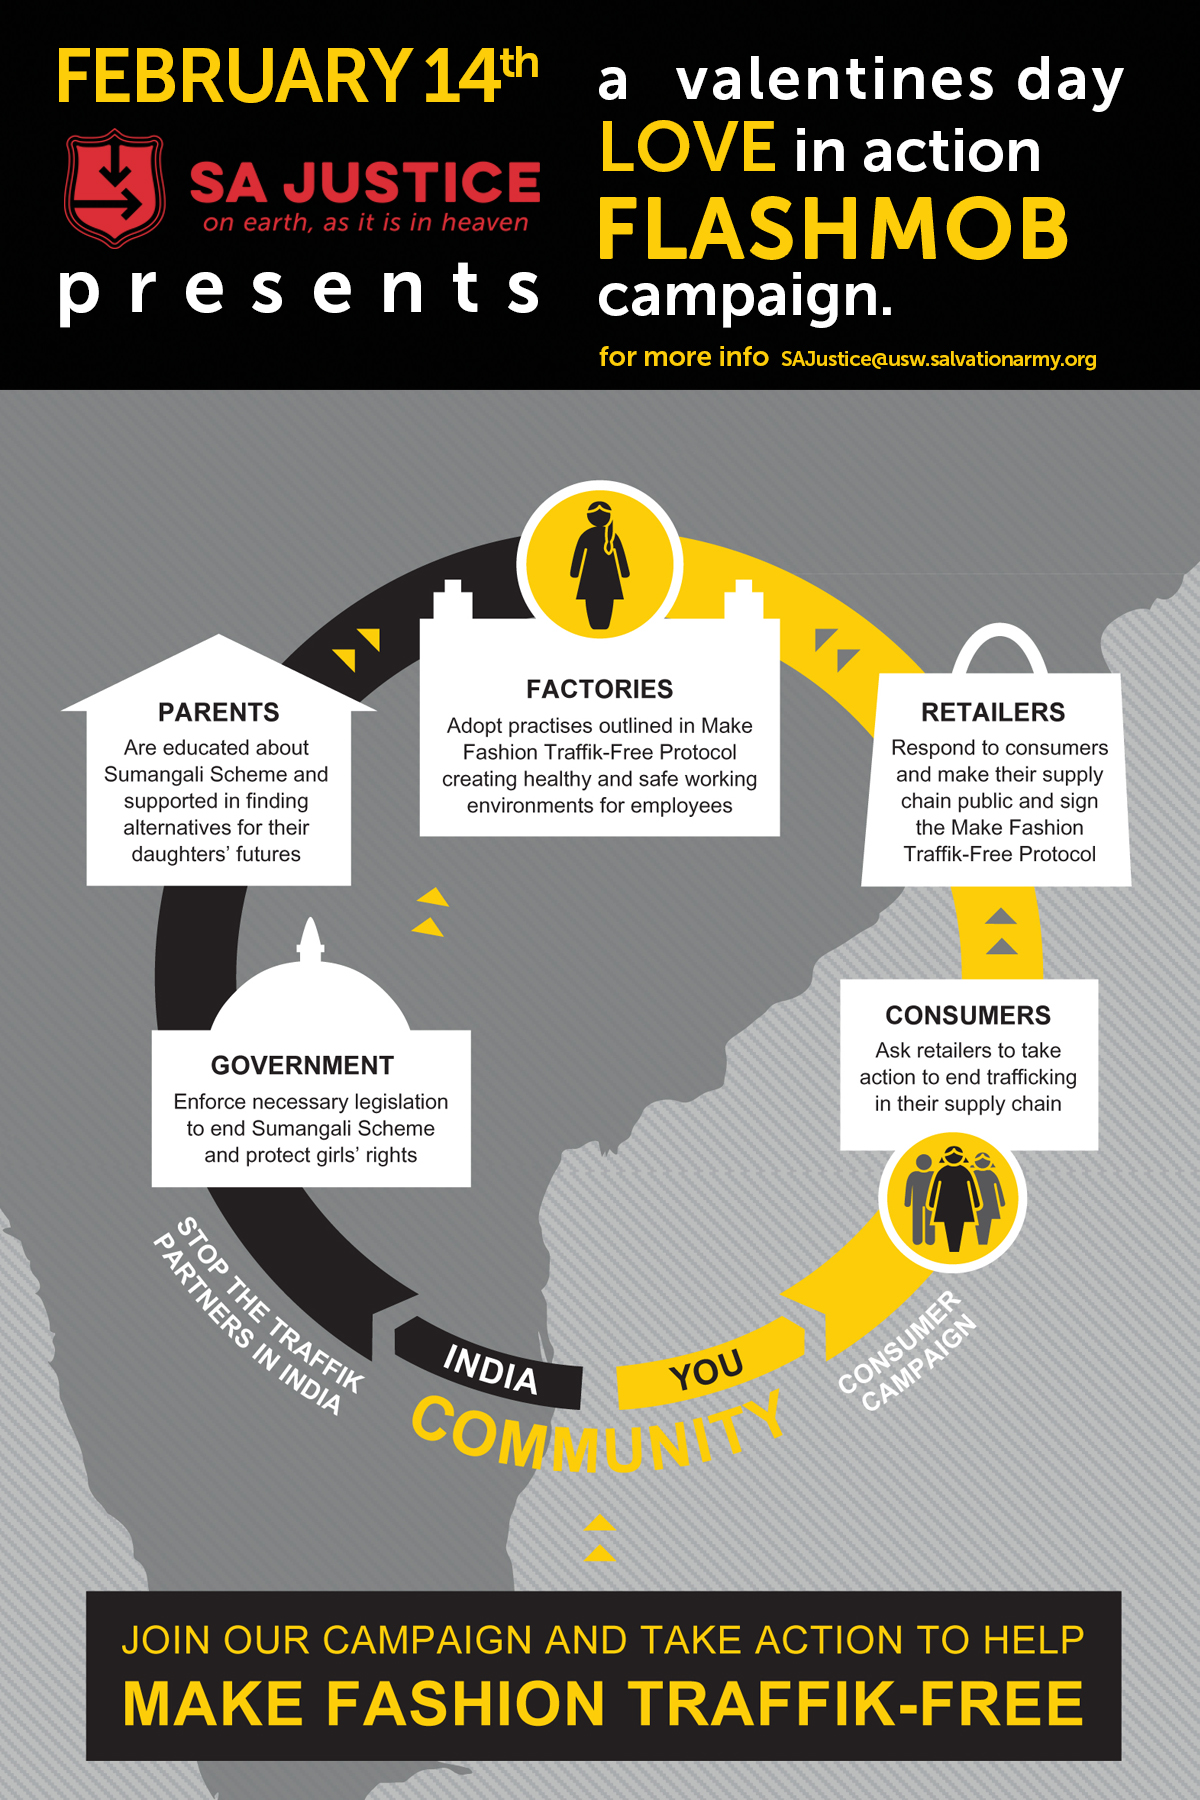 FEBRUARY 14th
SA JUSTICE
on earth, as it is in heaven
presents
a valentines day
LOVE in action
FLASHMOB
campaign.
for more info SAJustice@usw.salvationarmy.org
FACTORIES
Adopt practises outlined in Make
Fashion Traffik-Free Protocol
creating healthy and safe working
environments for employees
PARENTS
Are educated about
Sumangali Scheme and
supported in finding
alternatives for their
daughters’ futures
RETAILERS
Respond to consumers
and make their supply
chain public and sign
the Make Fashion
Traffik-Free Protocol
GOVERNMENT
Enforce necessary legislation
to end Sumangali Scheme
and protect girls’ rights
CONSUMERS
Ask retailers to take
action to end trafficking
in their supply chain
STOP THE TRAFFIK
PARTNERS IN INDIA
INDIA
YOU
CONSUMER
CAMPAIGN
COMMUNITY
JOIN OUR CAMPAIGN AND TAKE ACTION TO HELP
MAKE FASHION TRAFFIK-FREE